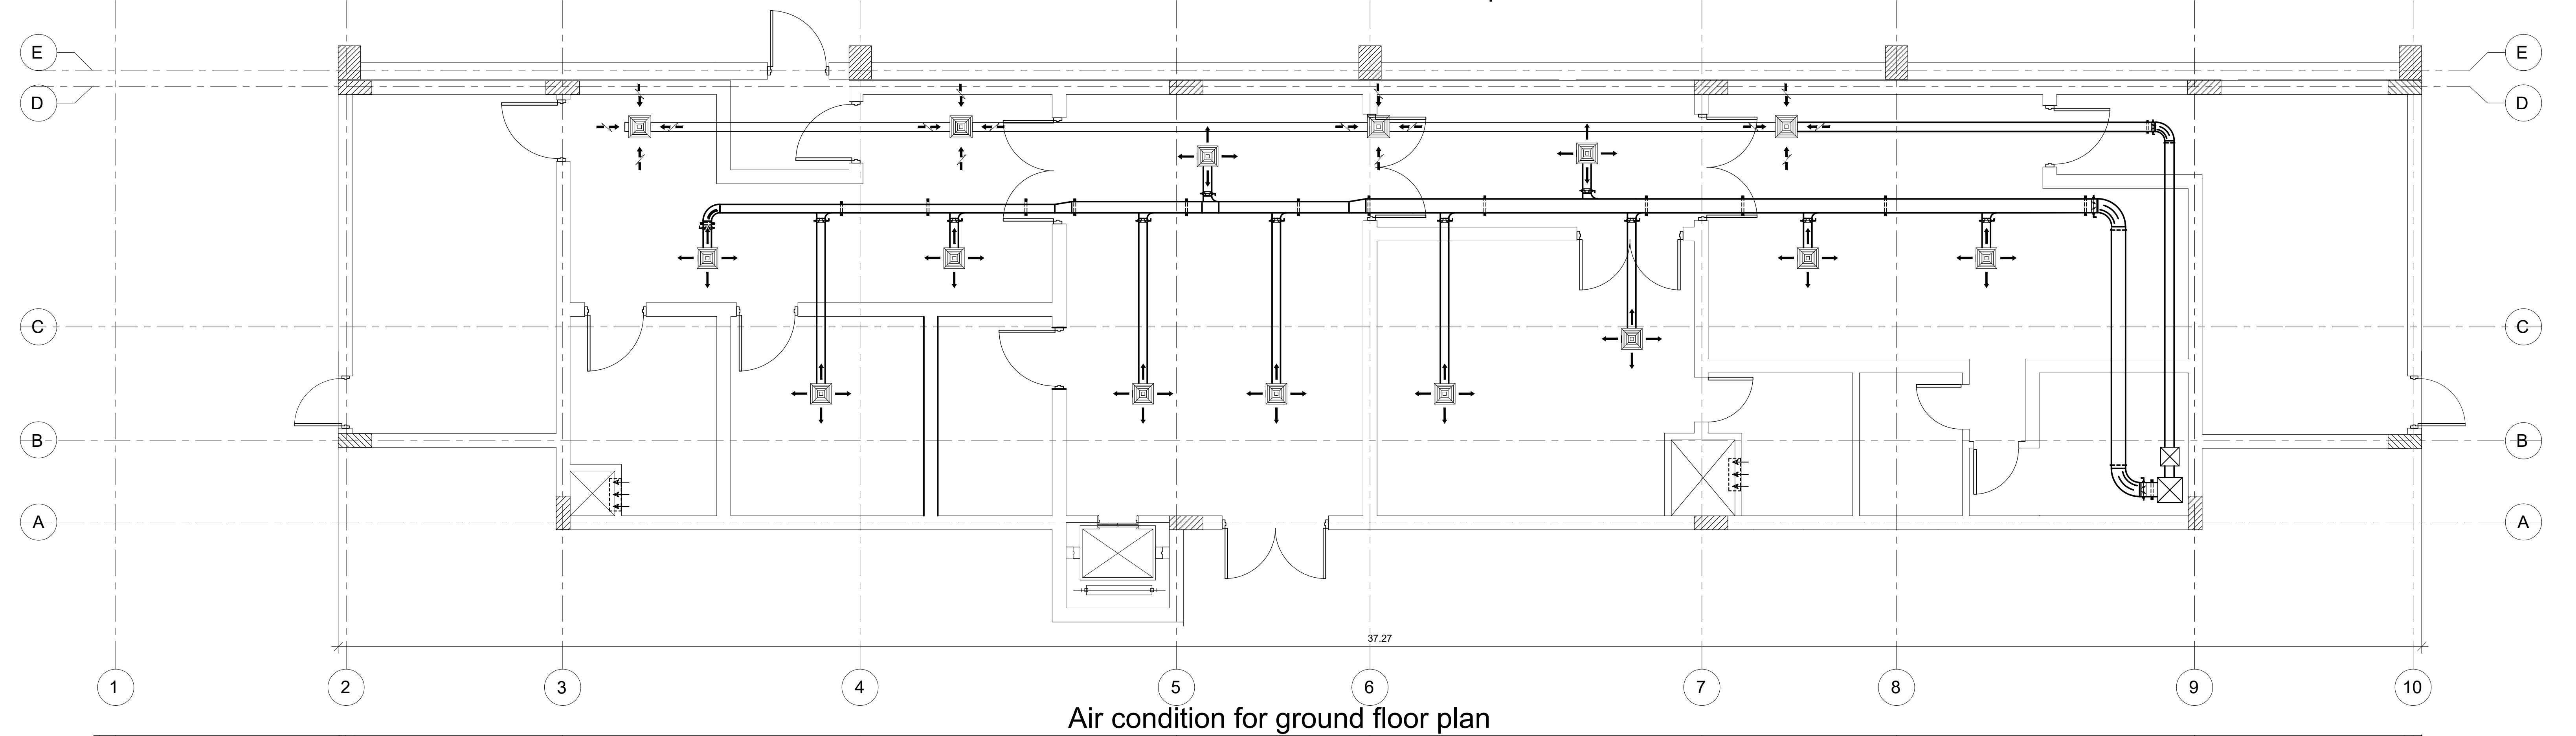 E E
D D
C C
B B
A A
37.27
1 2 3 4 5 6 7 8 9 10
Air condition for ground floor plan